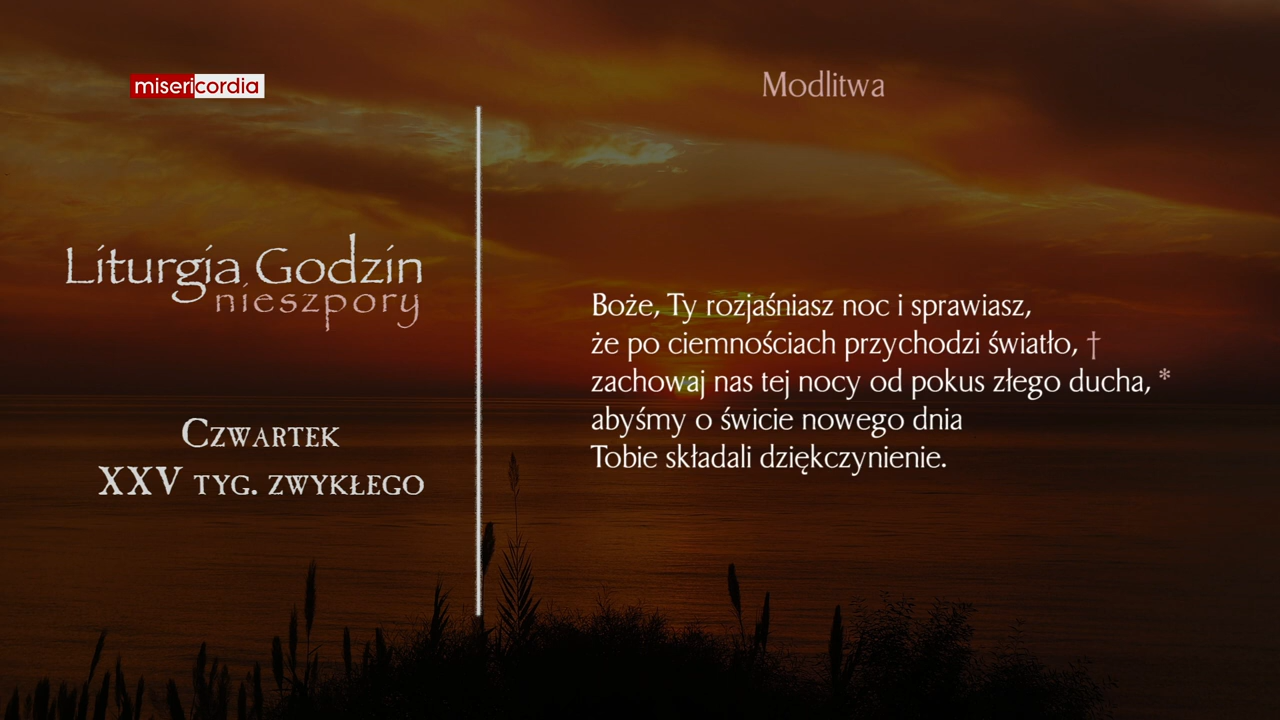 misericordia
Modlitwa
Liturgia Godzin
nieszpory
Czwartek
XXV tyg. zwykłego
Boże, Ty rozjaśniasz noc i sprawiasz,
że po ciemnościach przychodzi światło, †
zachowaj nas tej nocy od pokus złego ducha, *
abyśmy o świcie nowego dnia
Tobie składali dziękczynienie.